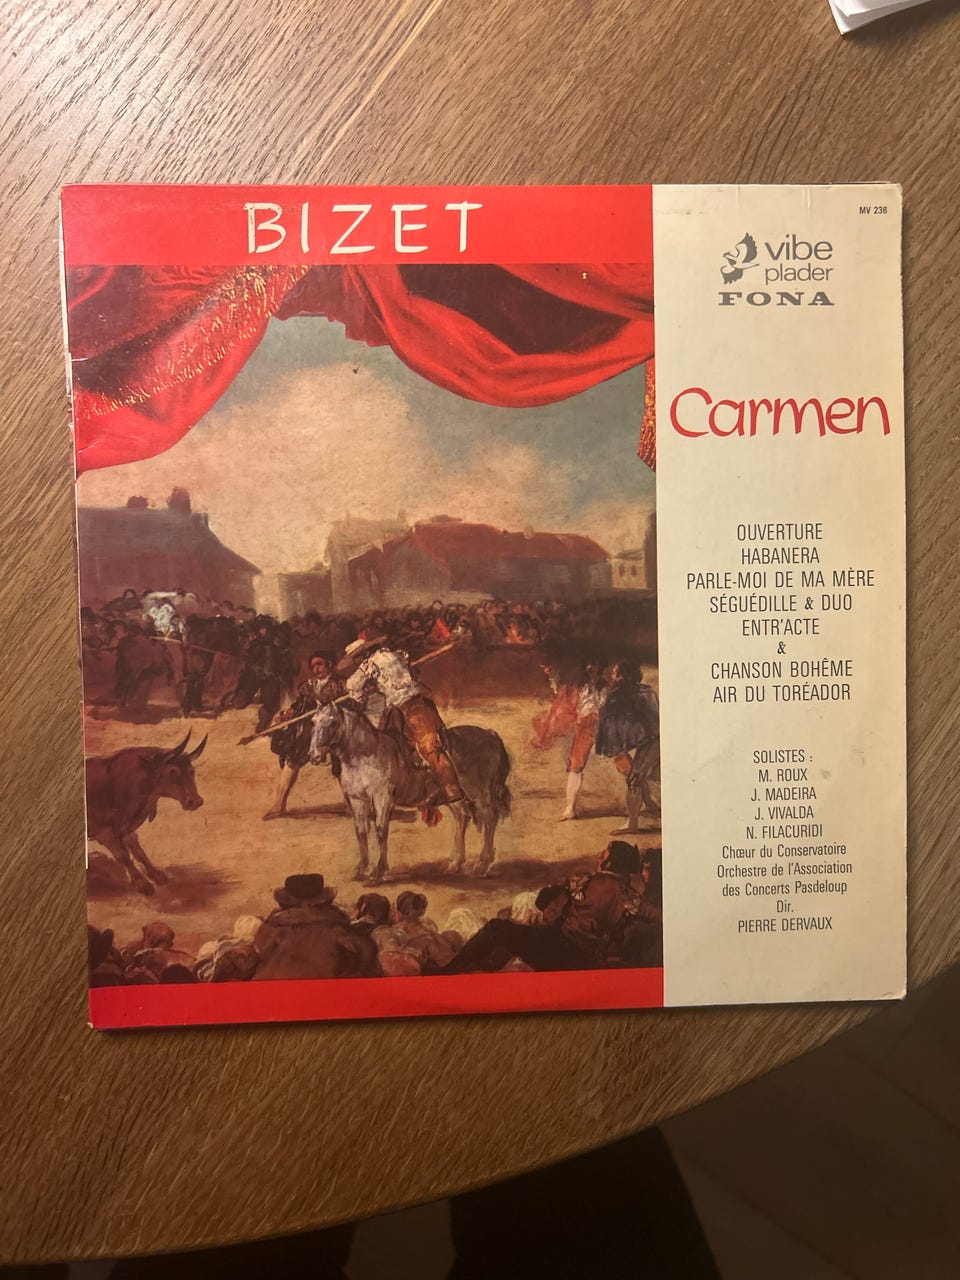 BIZET
MV 236
vibe
plader
FONA
Carmen
OUVERTURE
HABANERA
PARLE-MOI DE MA MÈRE
SÉGUÉDILLE & DUO
ENTR'ACTE
&
CHANSON BOHÊME
AIR DU TORÉADOR
SOLISTES :
M. ROUX
J. MADEIRA
J. VIVALDA
N. FILACURIDI
Chœur du Conservatoire
Orchestre de l'Association
des Concerts Pasdeloup
Dir.
PIERRE DERVAUX